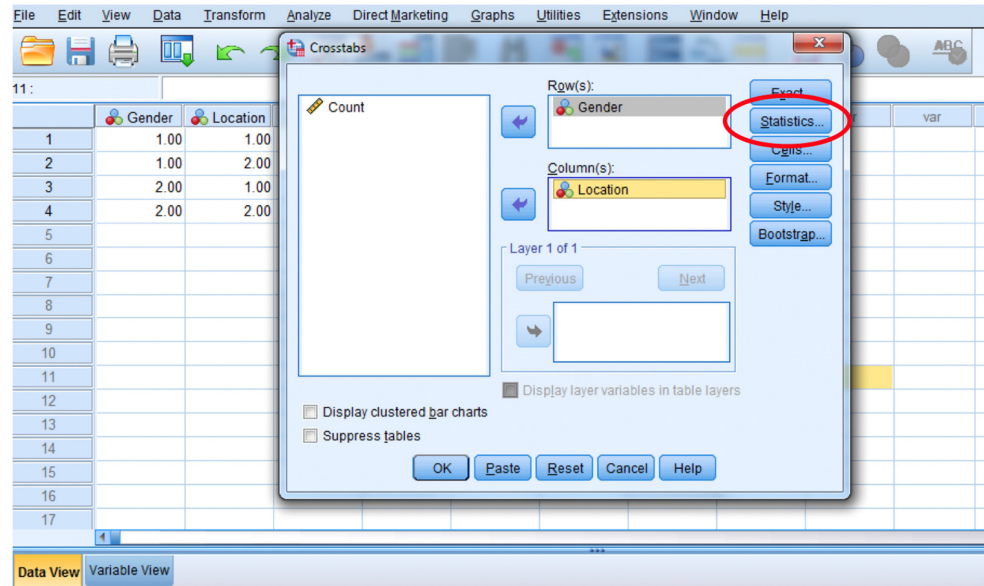 File Edit View Data Transform Analyze Direct Marketing Graphs Utilities Extensions Window Help
Crosstabs
X
ABC
11 :
Gender Location
var
1 1.00 1.00
2 1.00 2.00
3 2.00 1.00
4 2.00 2.00
5
6
7
8
9
10
11
12
13
14
15
16
17
Count
Row(s):
Gender
Column(s):
Location
Layer 1 of 1
Previous Next
Display layer variables in table layers
Exact...
Statistics...
Cells...
Format...
Style...
Bootstrap...
Display clustered bar charts
Suppress tables
OK Paste Reset Cancel Help
Data View Variable View